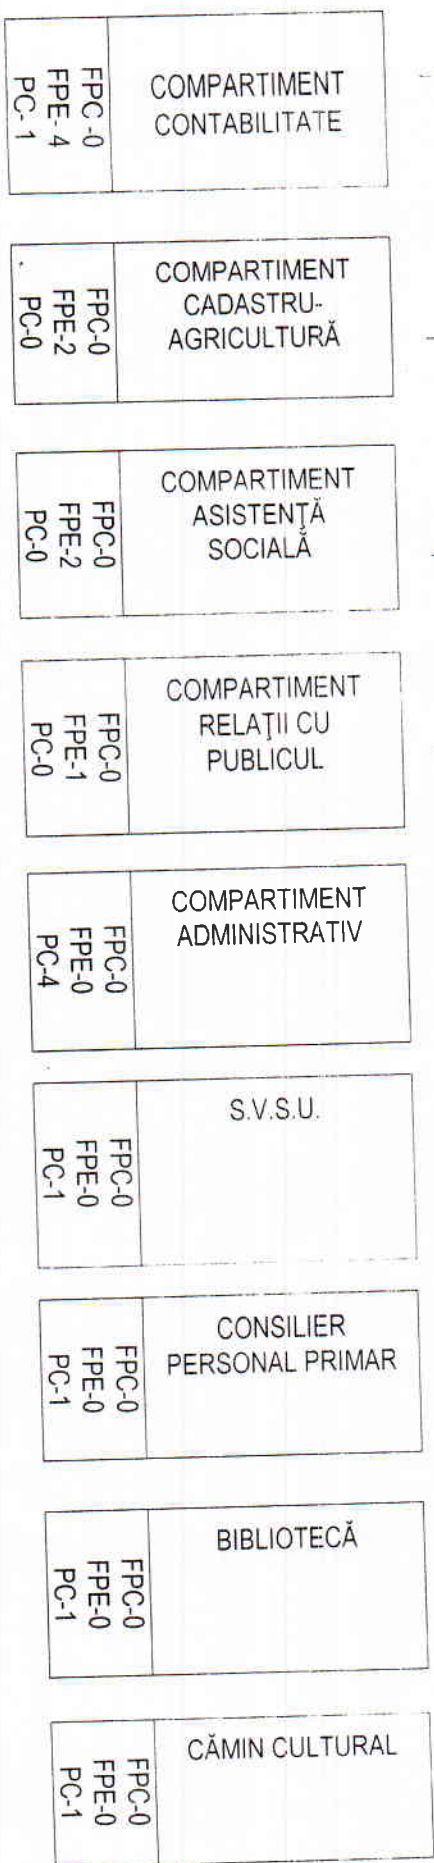 COMPARTIMENT
CONTABILITATE
FPC -0
FPE- 4
PC- 1
COMPARTIMENT
CADASTRU-
AGRICULTURĂ
FPC-0
FPE-2
PC-0
COMPARTIMENT
ASISTENŢĂ
SOCIALĂ
FPC-0
FPE-2
PC-0
COMPARTIMENT
RELAŢII CU
PUBLICUL
FPC-0
FPE-1
PC-0
COMPARTIMENT
ADMINISTRATIV
FPC-0
FPE-0
PC-4
S.V.S.U.
FPC-0
FPE-0
PC-1
CONSILIER
PERSONAL PRIMAR
FPC-0
FPE-0
PC-1
BIBLIOTECĂ
FPC-0
FPE-0
PC-1
CĂMIN CULTURAL
FPC-0
FPE-0
PC-1